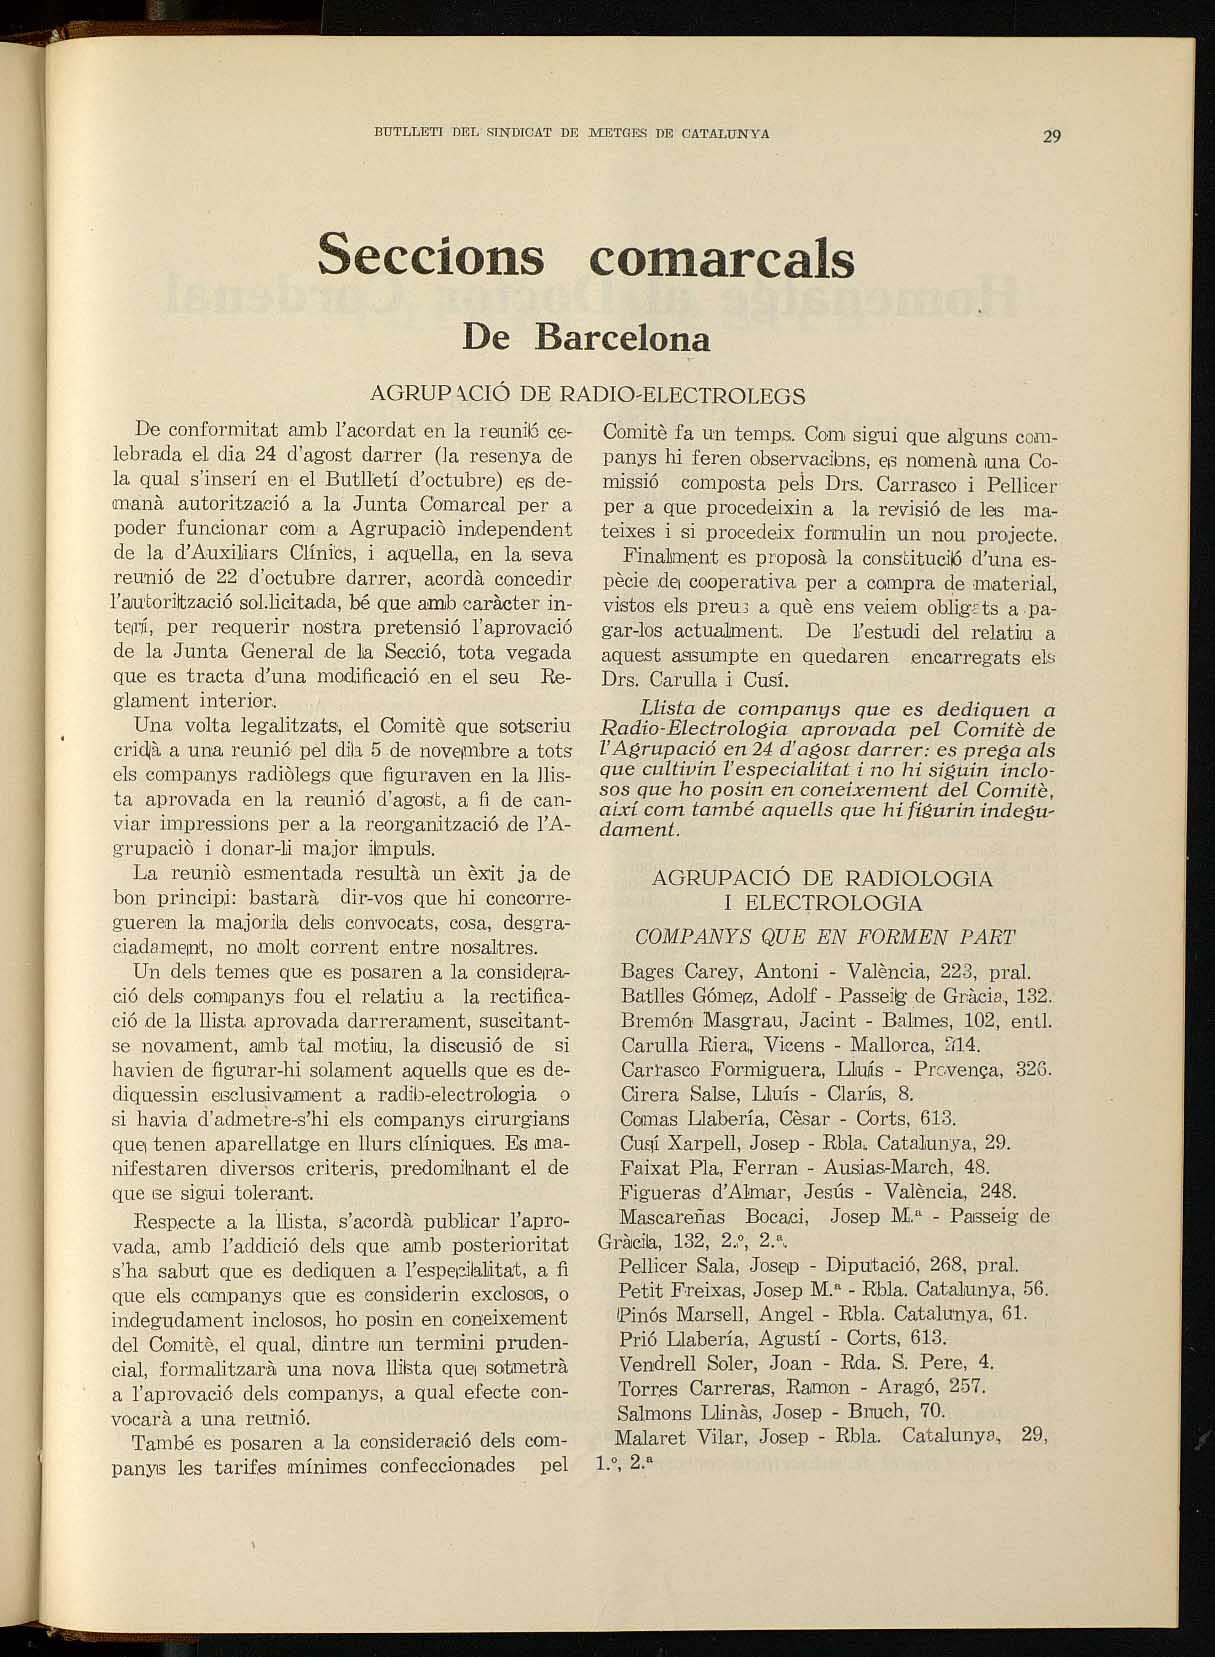 BUTLLETI DEL SINDICAT DE METGES DE CATALUNYA
29
Seccions comarcals
De Barcelona
AGRUPACIÓ DE RADIO-ELECTROLEGS
De conformitat amb l'acordat en la reunió ce-
lebrada el dia 24 d'agost darrer (la resenya de
la qual s'inserí en el Butlletí d'octubre) es de-
manà autorització a la Junta Comarcal per a
poder funcionar com a Agrupaciò independent
de la d'Auxiliars Clínics, i aquella, en la seva
reunió de 22 d'octubre darrer, acordà concedir
l'autorització sol.licitada, bé que amb caràcter in-
terí, per requerir nostra pretensió l'aprovació
de la Junta General de la Secció, tota vegada
que es tracta d'una modificació en el seu Re-
glament interior.
Una volta legalitzats, el Comitè que sotscriu
cridà a una reunió pel dia 5 de novembre a tots
els companys radiòlegs que figuraven en la llis-
ta aprovada en la reunió d'agost, a fi de can-
viar impressions per a la reorganització de l'A-
grupaciò i donar-li major impuls.
La reuniò esmentada resultà un èxit ja de
bon principi: bastarà dir-vos que hi concorre-
gueren la majoria dels convocats, cosa, desgra-
ciadament, no molt corrent entre nosaltres.
Un dels temes que es posaren a la considera-
ció dels companys fou el relatiu a la rectifica-
ció de la llista aprovada darrerament, suscitant-
se novament, amb tal motiu, la discusió de si
havien de figurar-hi solament aquells que es de-
diquessin esclusivament a radio-electrologia o
si havia d'admetre-s'hi els companys cirurgians
que tenen aparellatge en llurs clíniques. Es ma-
nifestaren diversos criteris, predominant el de
que se sigui tolerant.
Respecte a la llista, s'acordà publicar l'apro-
vada, amb l'addició dels que amb posterioritat
s'ha sabut que es dediquen a l'especialitat, a fi
que els companys que es considerin exclosos, o
indegudament inclosos, ho posin en coneixement
del Comitè, el qual, dintre un termini pruden-
cial, formalitzarà una nova llista que sotmetrà
a l'aprovació dels companys, a qual efecte con-
vocarà a una reunió.
També es posaren a la consideració dels com-
panys les tarifes mínimes confeccionades pel
Comitè fa un temps. Com sigui que alguns com-
panys hi feren observacions, es nomenà una Co-
missió composta pels Drs. Carrasco i Pellicer
per a que procedeixin a la revisió de les ma-
teixes i si procedeix formulin un nou projecte.
Finalment es proposà la constitució d'una es-
pècie de cooperativa per a compra de material,
vistos els preus a què ens veiem obligats a pa-
gar-los actualment. De l'estudi del relatiu a
aquest assumpte en quedaren encarregats els
Drs. Carulla i Cusí.
Llista de companys que es dediquen a
Radio-Electrologia aprovada pel Comitè de
l'Agrupació en 24 d'agost darrer: es prega als
que cultivin l'especialitat i no hi siguin inclo-
sos que ho posin en coneixement del Comitè,
així com també aquells que hi figurin indegu-
dament.
AGRUPACIÓ DE RADIOLOGIA
I ELECTROLOGIA
COMPANYS QUE EN FORMEN PART
Bages Carey, Antoni - València, 223, pral.
Batlles Gómez, Adolf - Passeig de Gràcia, 132.
Bremón Masgrau, Jacint - Balmes, 102, entl.
Carulla Riera, Vicens - Mallorca, 314.
Carrasco Formiguera, Lluís - Provença, 326.
Cirera Salse, Lluís - Claris, 8.
Comas Llabería, Cèsar - Corts, 613.
Cusí Xarpell, Josep - Rbla. Catalunya, 29.
Faixat Pla, Ferran - Ausias-March, 48.
Figueras d'Almar, Jesús - València, 248.
Mascareñas Bocaci, Josep M.ª - Passeig de
Gràcia, 132, 2.º, 2.ª.
Pellicer Sala, Josep - Diputació, 268, pral.
Petit Freixas, Josep M.ª - Rbla. Catalunya, 56.
Pinós Marsell, Angel - Rbla. Catalunya, 61.
Prió Llabería, Agustí - Corts, 613.
Vendrell Soler, Joan - Rda. S. Pere, 4.
Torres Carreras, Ramon - Aragó, 257.
Salmons Llinàs, Josep - Bruch, 70.
Malaret Vilar, Josep - Rbla. Catalunya, 29,
1.º, 2.ª